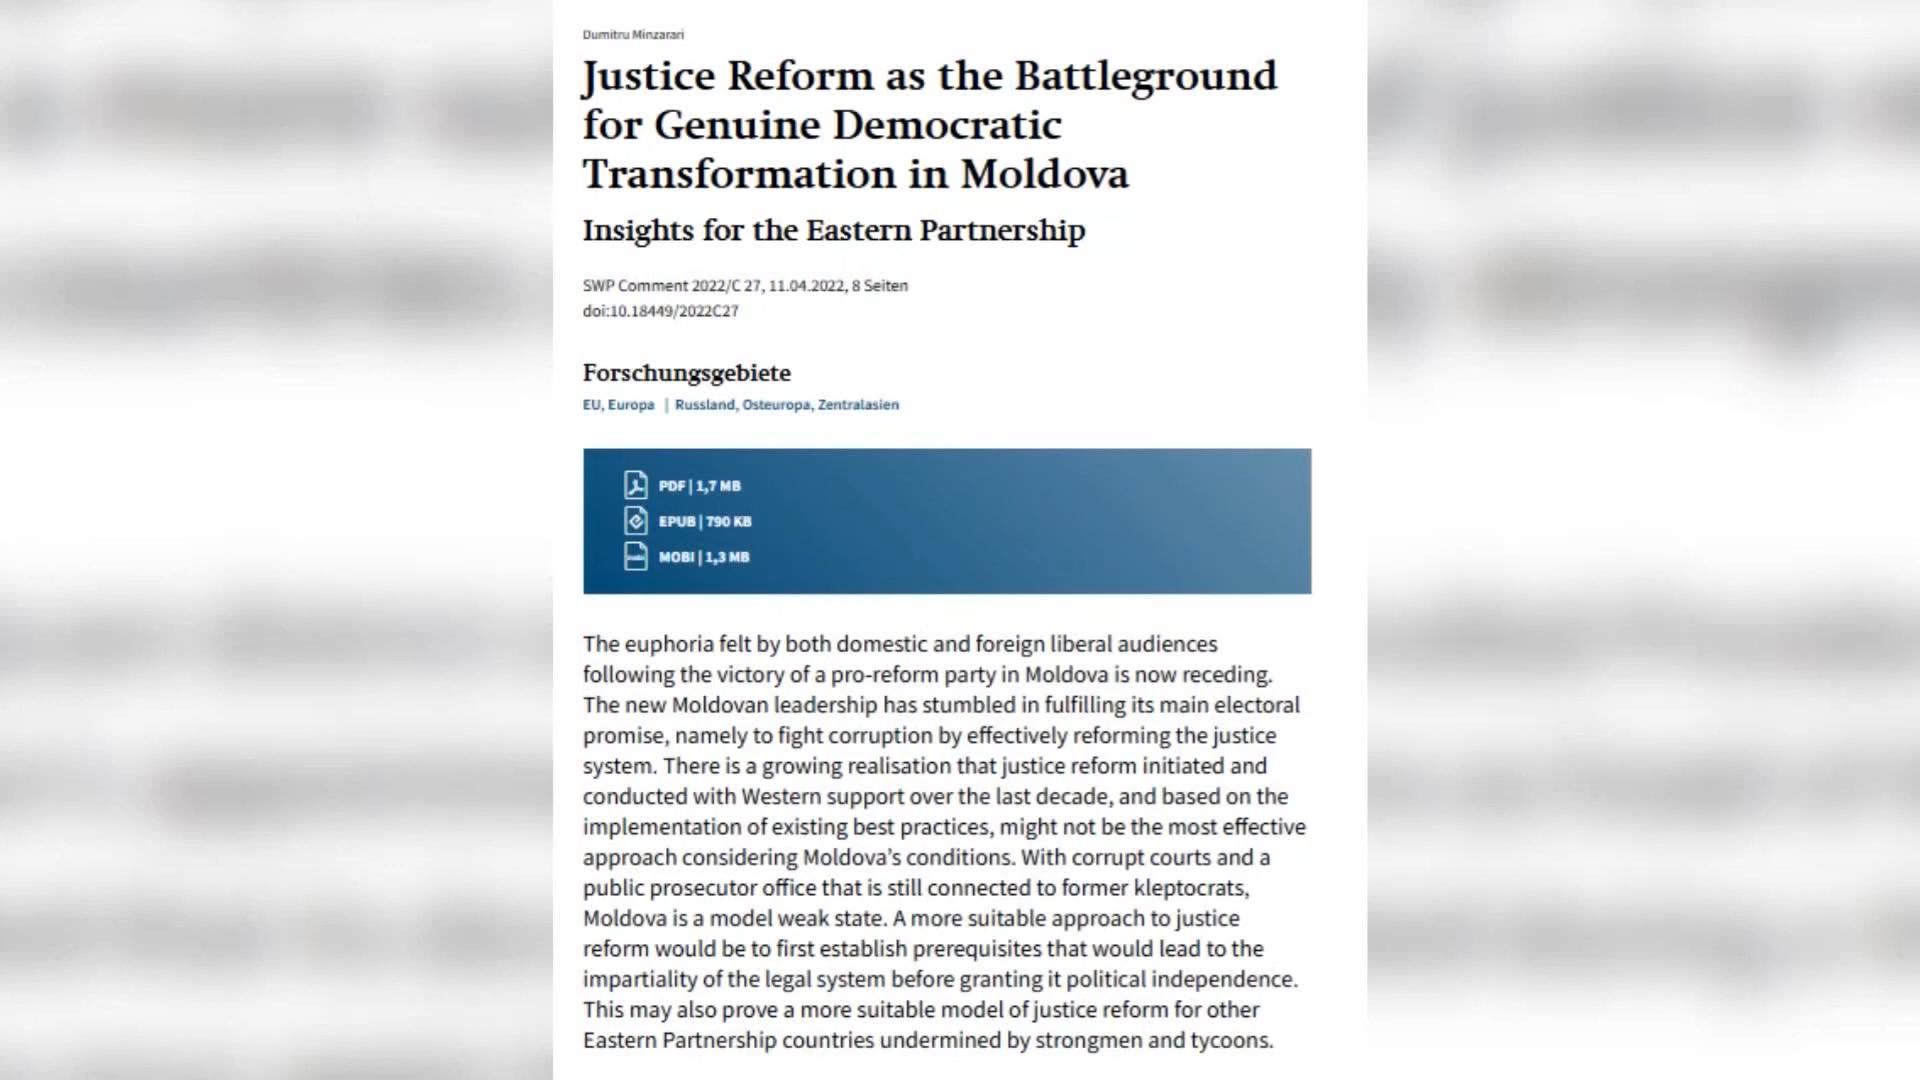 Dumitru Minzarari
Justice Reform as the Battleground
for Genuine Democratic
Transformation in Moldova
Insights for the Eastern Partnership
SWP Comment 2022/C 27, 11.04.2022, 8 Seiten
doi:10.18449/2022C27
Forschungsgebiete
EU, Europa | Russland, Osteuropa, Zentralasien
PDF | 1,7 MB
EPUB | 790 KB
MOBI | 1,3 MB
The euphoria felt by both domestic and foreign liberal audiences
following the victory of a pro-reform party in Moldova is now receding.
The new Moldovan leadership has stumbled in fulfilling its main electoral
promise, namely to fight corruption by effectively reforming the justice
system. There is a growing realisation that justice reform initiated and
conducted with Western support over the last decade, and based on the
implementation of existing best practices, might not be the most effective
approach considering Moldova’s conditions. With corrupt courts and a
public prosecutor office that is still connected to former kleptocrats,
Moldova is a model weak state. A more suitable approach to justice
reform would be to first establish prerequisites that would lead to the
impartiality of the legal system before granting it political independence.
This may also prove a more suitable model of justice reform for other
Eastern Partnership countries undermined by strongmen and tycoons.